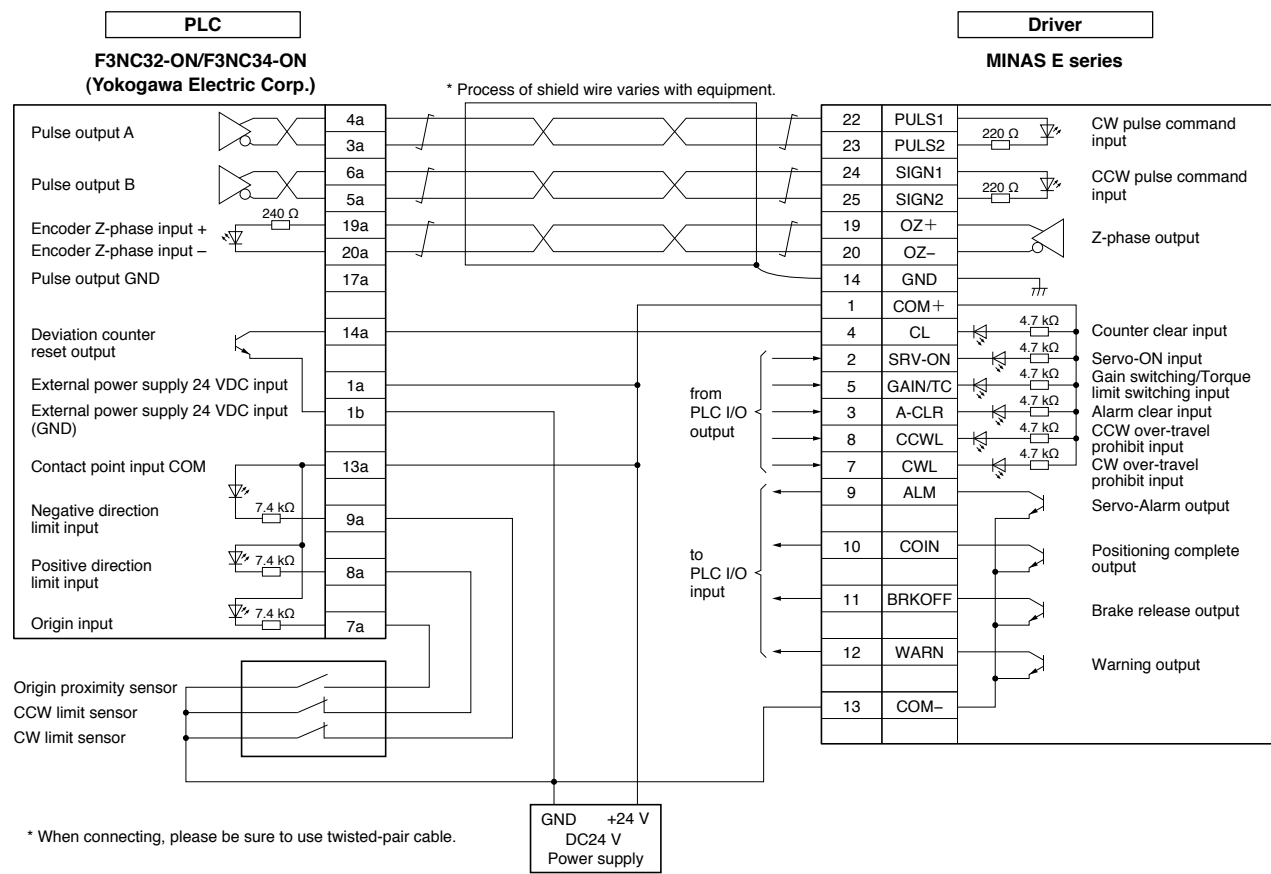 PLC
F3NC32-ON/F3NC34-ON
(Yokogawa Electric Corp.)
Driver
MINAS E series
* Process of shield wire varies with equipment.
Pulse output A
4a
3a
Pulse output B
6a
5a
240 Ω
Encoder Z-phase input +
19a
Encoder Z-phase input –
20a
Pulse output GND
17a
Deviation counter
reset output
14a
External power supply 24 VDC input
1a
External power supply 24 VDC input
(GND)
1b
Contact point input COM
13a
Negative direction
limit input
7.4 kΩ
9a
Positive direction
limit input
7.4 kΩ
8a
Origin input
7.4 kΩ
7a
Origin proximity sensor
CCW limit sensor
CW limit sensor
from
PLC I/O
output
to
PLC I/O
input
22 PULS1
23 PULS2
220 Ω
CW pulse command
input
24 SIGN1
25 SIGN2
220 Ω
CCW pulse command
input
19 OZ+
20 OZ–
Z-phase output
14 GND
1 COM+
4 CL 4.7 kΩ Counter clear input
2 SRV-ON 4.7 kΩ Servo-ON input
5 GAIN/TC 4.7 kΩ Gain switching/Torque
limit switching input
3 A-CLR 4.7 kΩ Alarm clear input
8 CCWL 4.7 kΩ CCW over-travel
prohibit input
7 CWL 4.7 kΩ CW over-travel
prohibit input
9 ALM Servo-Alarm output
10 COIN Positioning complete
output
11 BRKOFF Brake release output
12 WARN Warning output
13 COM–
GND +24 V
DC24 V
Power supply
* When connecting, please be sure to use twisted-pair cable.